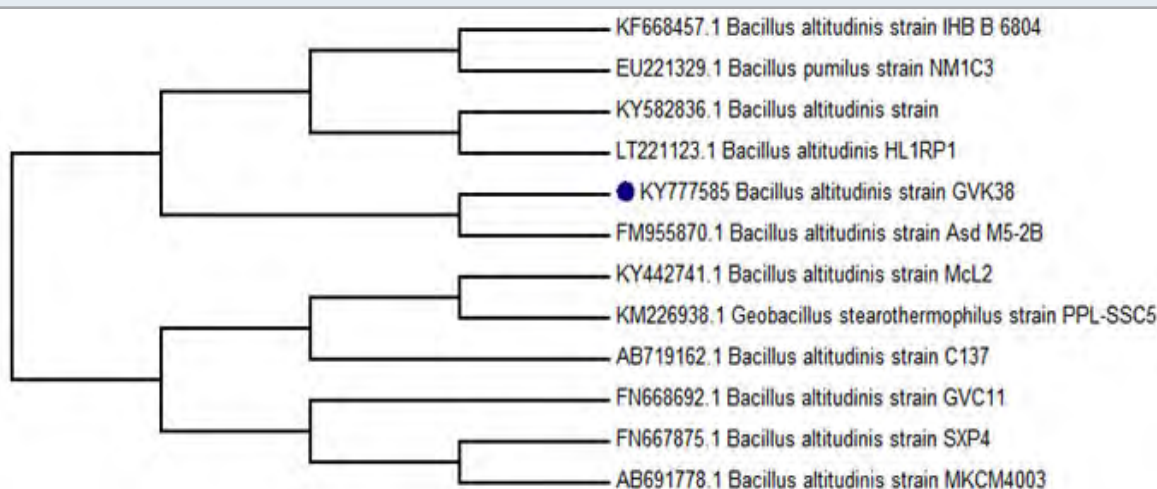 KF668457.1 Bacillus altitudinis strain IHB B 6804
EU221329.1 Bacillus pumilus strain NM1C3
KY582836.1 Bacillus altitudinis strain
LT221123.1 Bacillus altitudinis HL1RP1
KY777585 Bacillus altitudinis strain GVK38
FM955870.1 Bacillus altitudinis strain Asd M5-2B
KY442741.1 Bacillus altitudinis strain McL2
KM226938.1 Geobacillus stearothermophilus strain PPL-SSC5
AB719162.1 Bacillus altitudinis strain C137
FN668692.1 Bacillus altitudinis strain GVC11
FN667875.1 Bacillus altitudinis strain SXP4
AB691778.1 Bacillus altitudinis strain MKCM4003